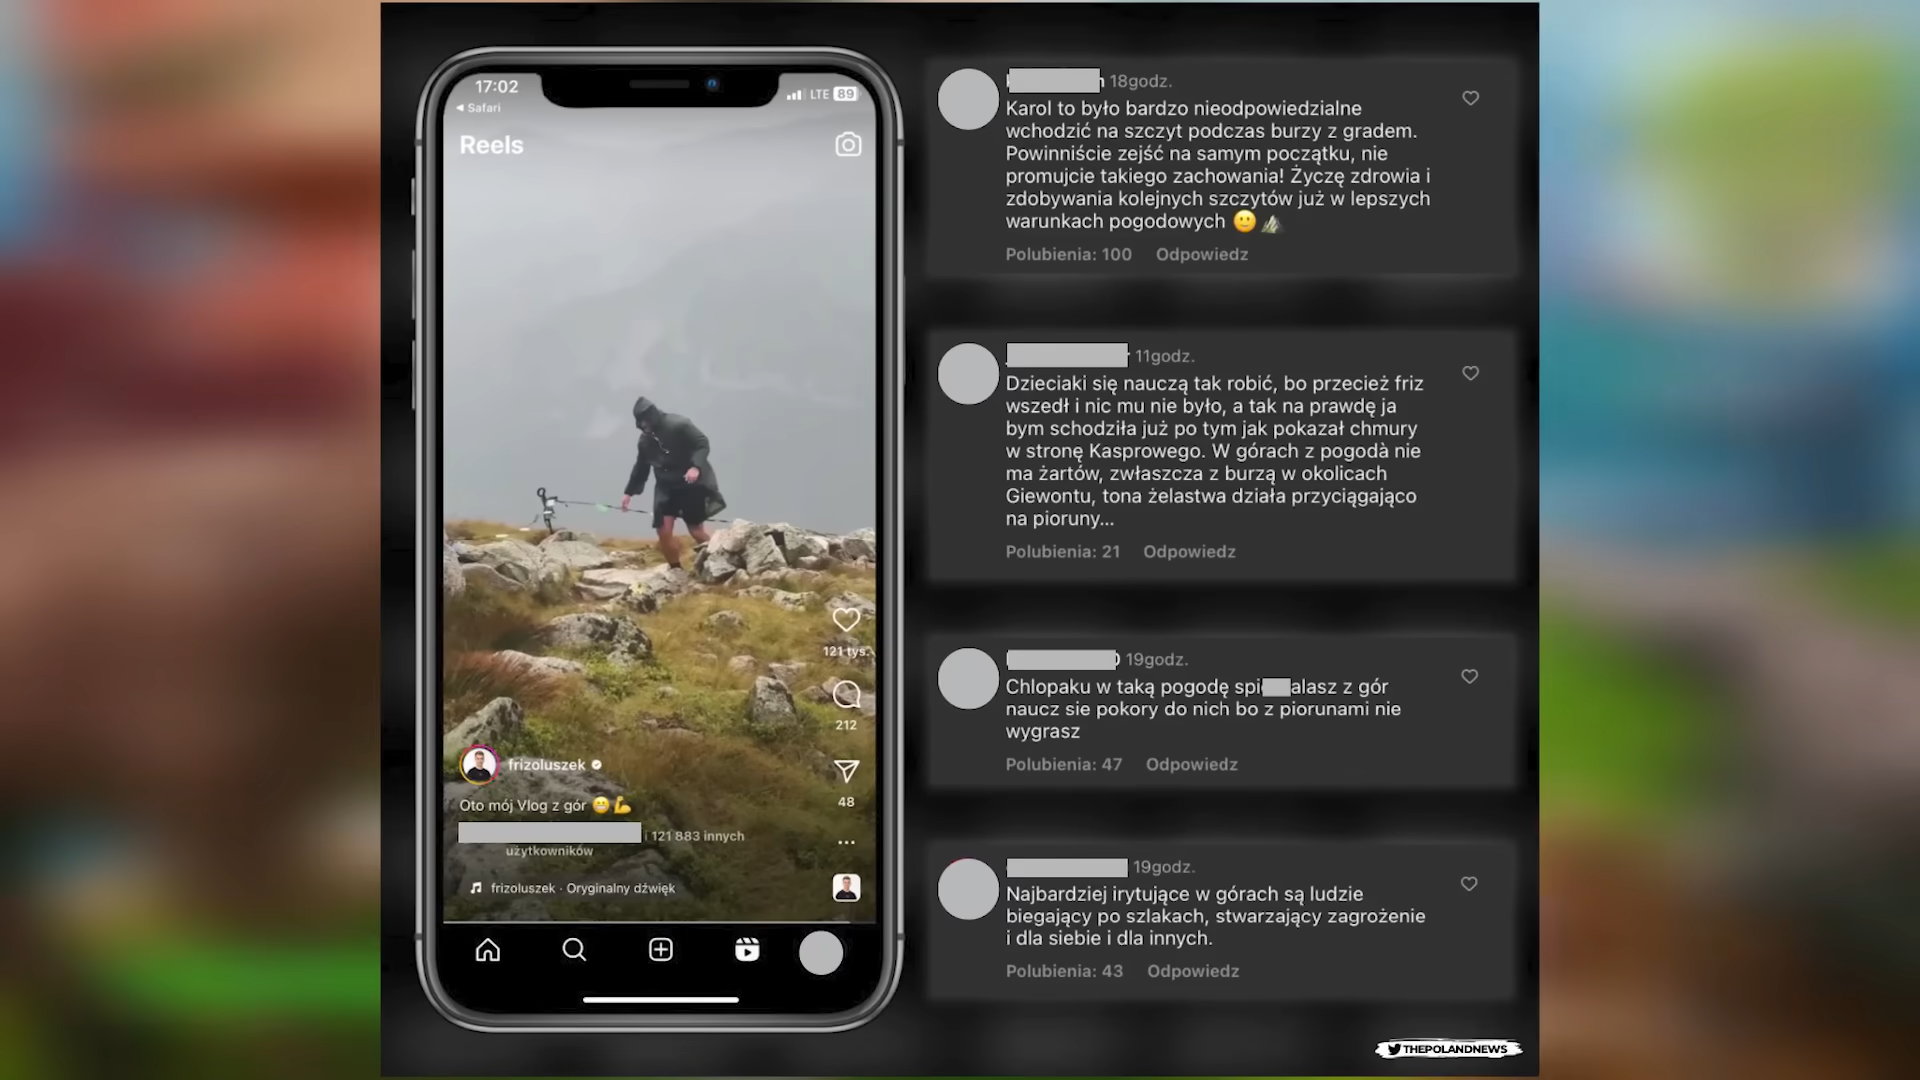 17:02
LTE 89
Safari
Reels
121 tys.
212
48
frizoluszek
Oto mój Vlog z gór 😁💪
i 121 883 innych
użytkowników
frizoluszek · Oryginalny dźwięk
18godz.
Karol to było bardzo nieodpowiedzialne
wchodzić na szczyt podczas burzy z gradem.
Powinniście zejść na samym początku, nie
promujcie takiego zachowania! Życzę zdrowia i
zdobywania kolejnych szczytów już w lepszych
warunkach pogodowych 🙂⛰️
Polubienia: 100 Odpowiedz
11godz.
Dzieciaki się nauczą tak robić, bo przecież friz
wszedł i nic mu nie było, a tak na prawdę ja
bym schodziła już po tym jak pokazał chmury
w stronę Kasprowego. W górach z pogodà nie
ma żartów, zwłaszcza z burzą w okolicach
Giewontu, tona żelastwa działa przyciągająco
na pioruny...
Polubienia: 21 Odpowiedz
19godz.
Chlopaku w taką pogodę spi alasz z gór
naucz sie pokory do nich bo z piorunami nie
wygrasz
Polubienia: 47 Odpowiedz
19godz.
Najbardziej irytujące w górach są ludzie
biegający po szlakach, stwarzający zagrożenie
i dla siebie i dla innych.
Polubienia: 43 Odpowiedz
THEPOLANDNEWS